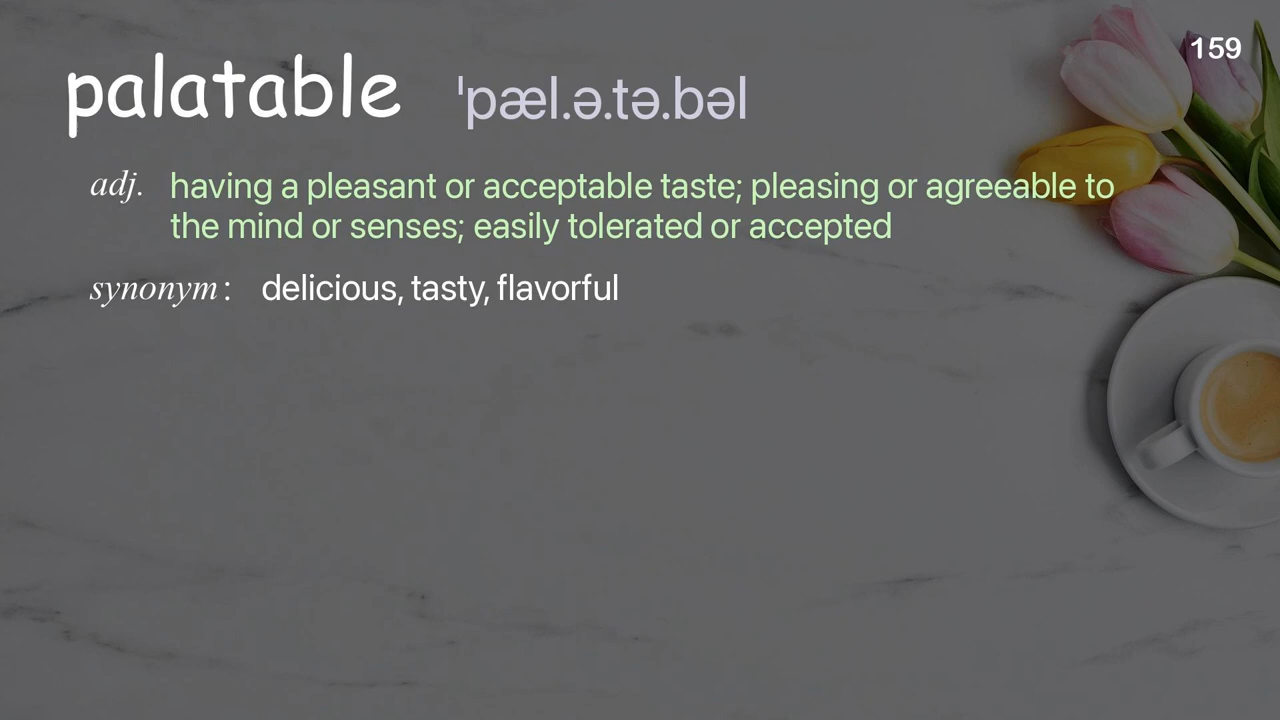 159
palatable ˈpæl.ə.tə.bəl
adj. having a pleasant or acceptable taste; pleasing or agreeable to
the mind or senses; easily tolerated or accepted
synonym : delicious, tasty, flavorful